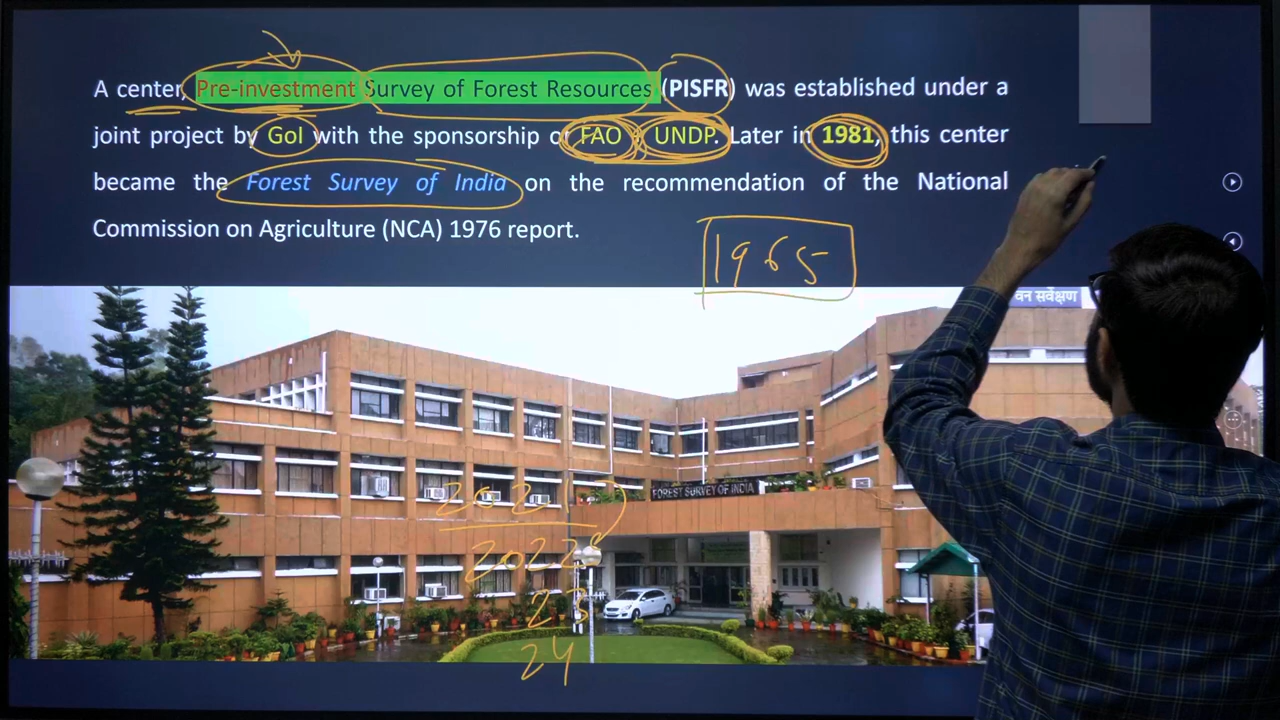 A center, Pre-investment Survey of Forest Resources (PISFR) was established under a
joint project by GoI with the sponsorship of FAO - UNDP. Later in 1981, this center
became the Forest Survey of India on the recommendation of the National
Commission on Agriculture (NCA) 1976 report.
1965
वन सर्वेक्षण
FOREST SURVEY OF INDIA
2021
2022
23
24